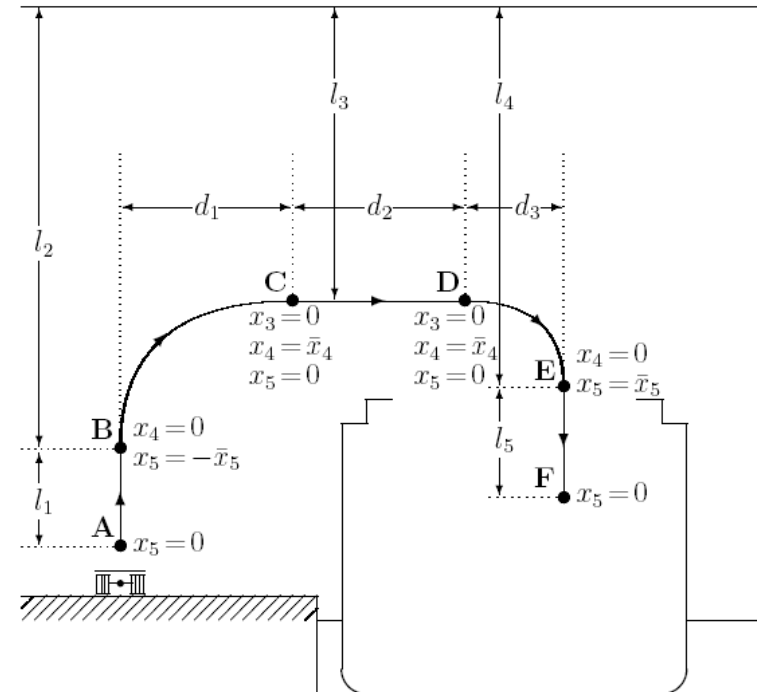 l₃
l₄
d₁
d₂
d₃
l₂
C
D
x₃=0
x₄=x̄₄
x₅=0
x₃=0
x₄=x̄₄
x₅=0
E
x₄=0
x₅=x̄₅
B
x₄=0
x₅=−x̄₅
l₅
l₁
F
x₅=0
A
x₅=0